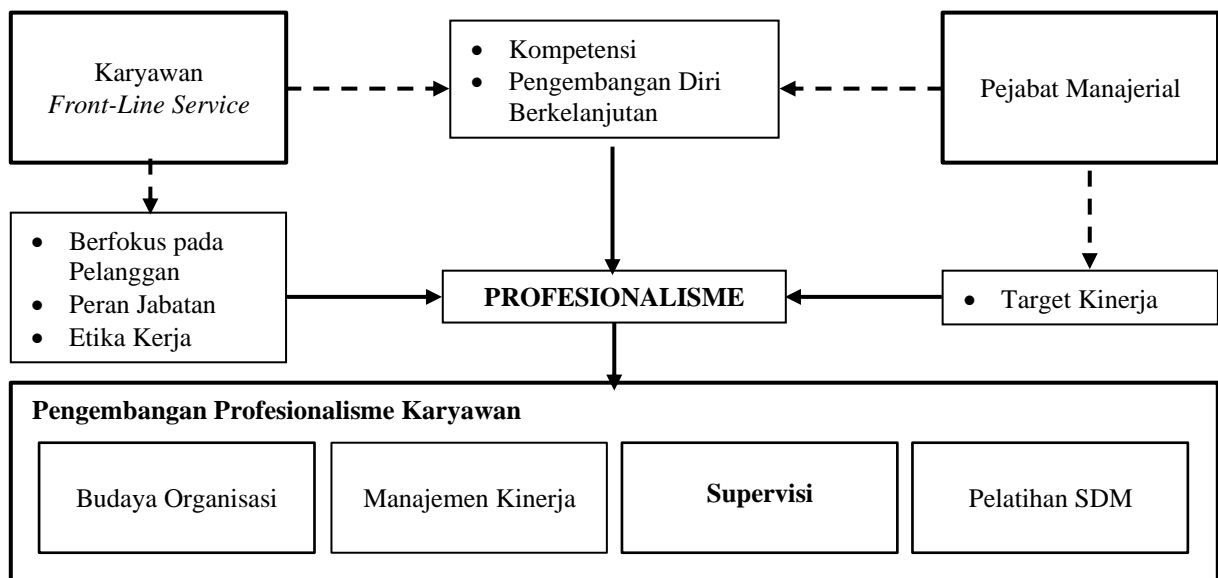 Karyawan
Front-Line Service
• Kompetensi
• Pengembangan Diri
Berkelanjutan
Pejabat Manajerial
• Berfokus pada
Pelanggan
• Peran Jabatan
• Etika Kerja
PROFESIONALISME
• Target Kinerja
Pengembangan Profesionalisme Karyawan
Budaya Organisasi
Manajemen Kinerja
Supervisi
Pelatihan SDM